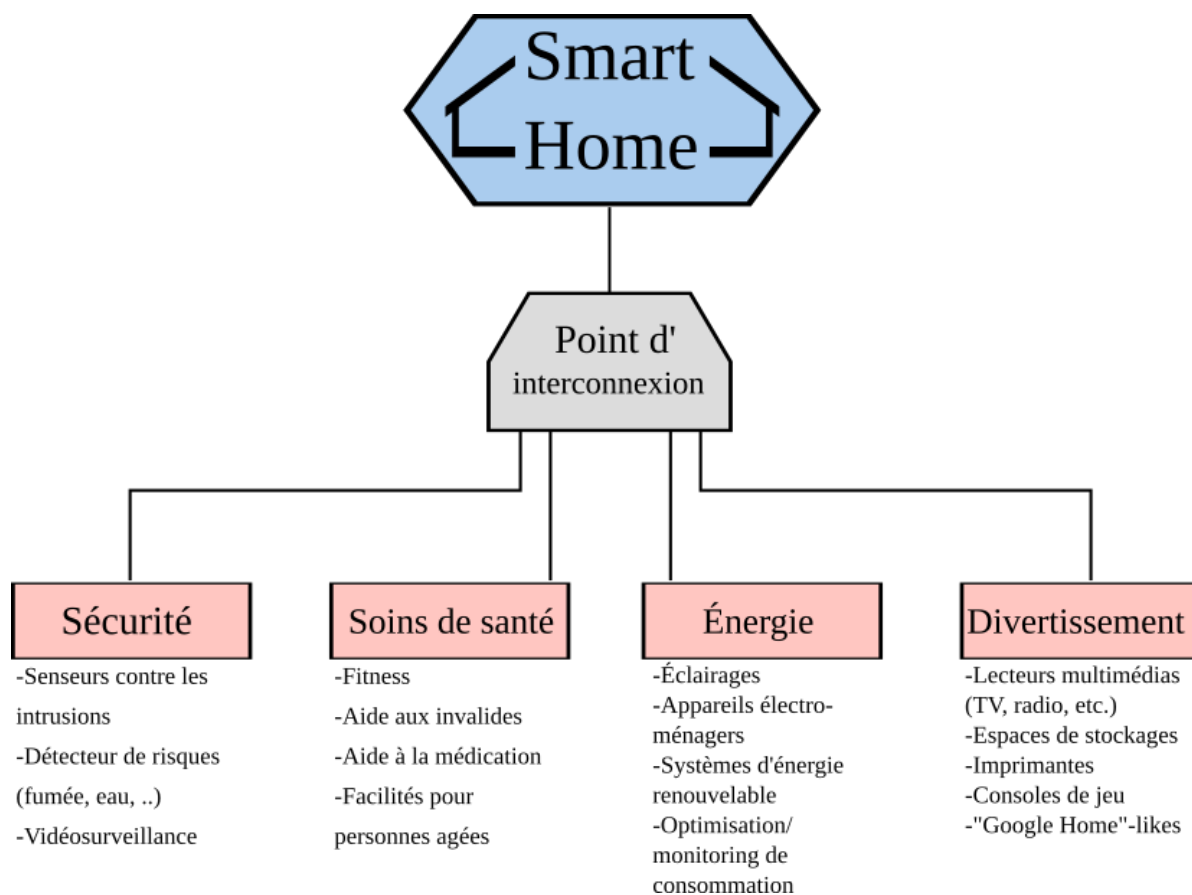 Smart
Home
Point d'
interconnexion
Sécurité
-Senseurs contre les
intrusions
-Détecteur de risques
(fumée, eau, ..)
-Vidéosurveillance
Soins de santé
-Fitness
-Aide aux invalides
-Aide à la médication
-Facilités pour
personnes agées
Énergie
-Éclairages
-Appareils électro-
ménagers
-Systèmes d'énergie
renouvelable
-Optimisation/
monitoring de
consommation
Divertissement
-Lecteurs multimédias
(TV, radio, etc.)
-Espaces de stockages
-Imprimantes
-Consoles de jeu
-"Google Home"-likes